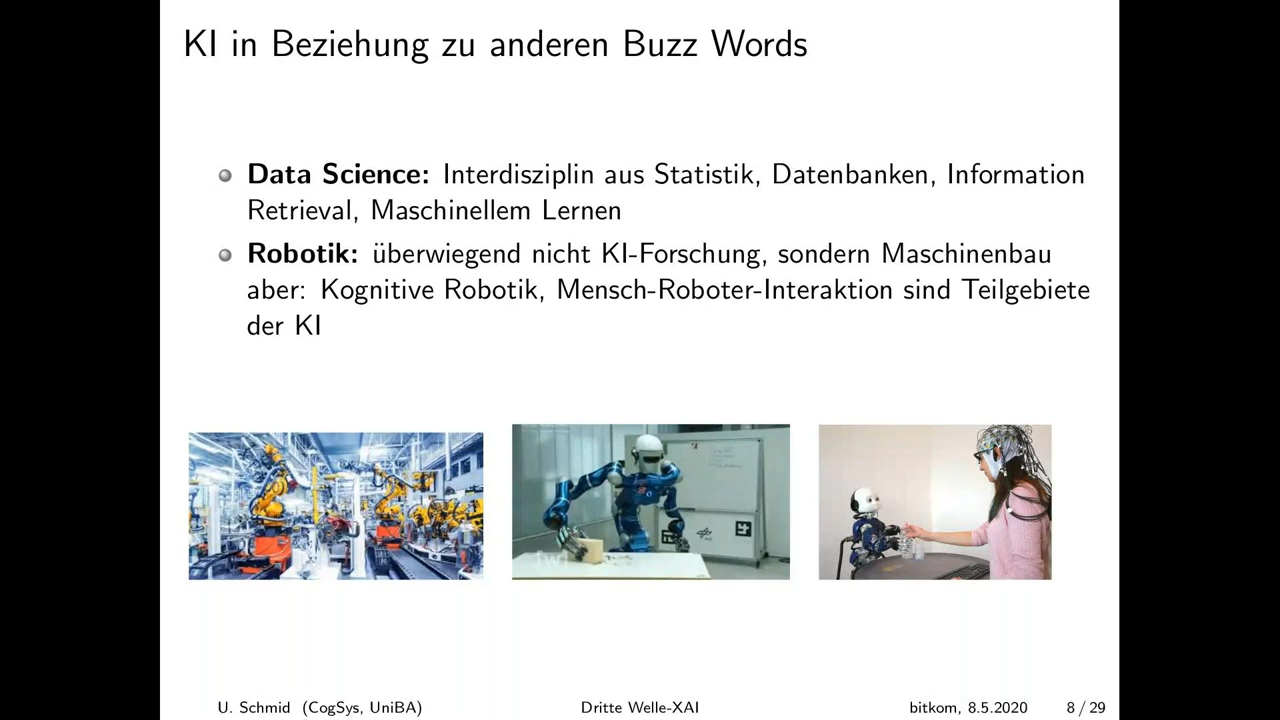 KI in Beziehung zu anderen Buzz Words
Data Science: Interdisziplin aus Statistik, Datenbanken, Information
Retrieval, Maschinellem Lernen
Robotik: überwiegend nicht KI-Forschung, sondern Maschinenbau
aber: Kognitive Robotik, Mensch-Roboter-Interaktion sind Teilgebiete
der KI
U. Schmid (CogSys, UniBA)
Dritte Welle-XAI
bitkom, 8.5.2020
8 / 29